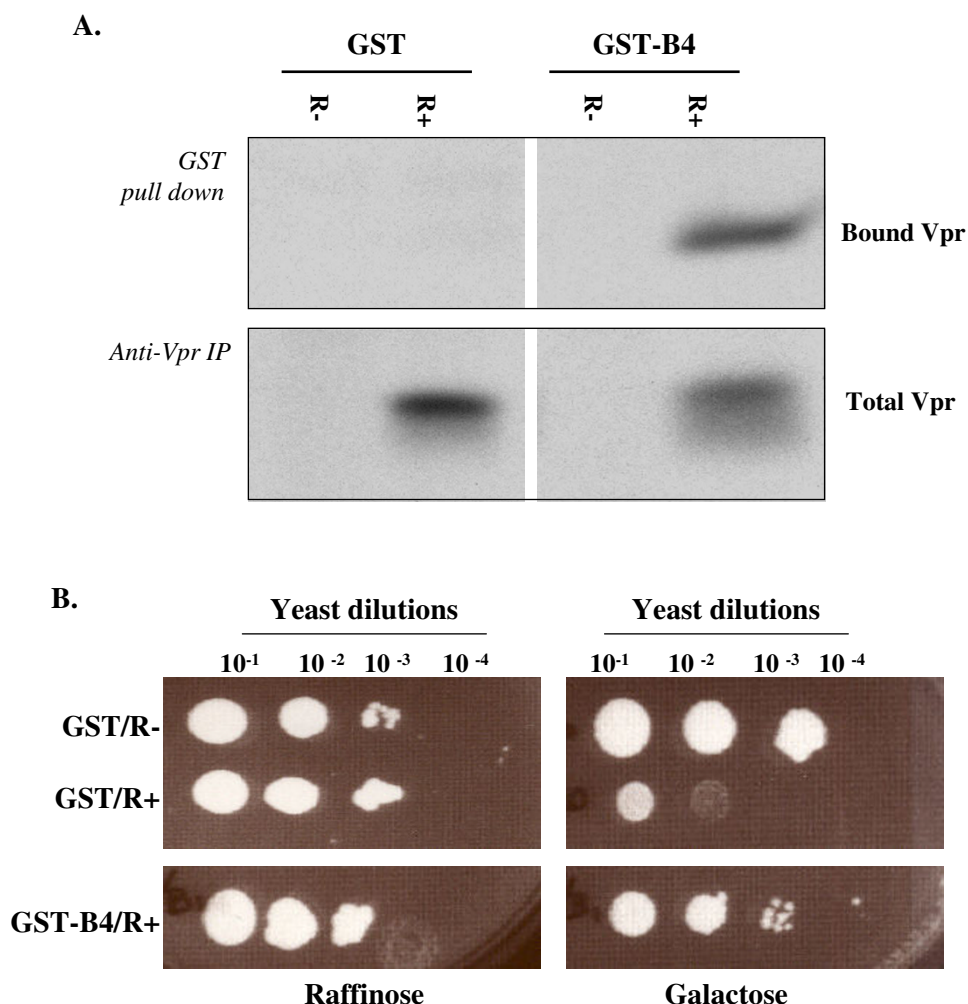 A.
GST GST-B4
R- R+ R- R+
GST
pull down
Bound Vpr
Anti-Vpr IP
Total Vpr
B.
Yeast dilutions Yeast dilutions
10⁻¹ 10⁻² 10⁻³ 10⁻⁴ 10⁻¹ 10⁻² 10⁻³ 10⁻⁴
GST/R-
GST/R+
GST-B4/R+
Raffinose Galactose